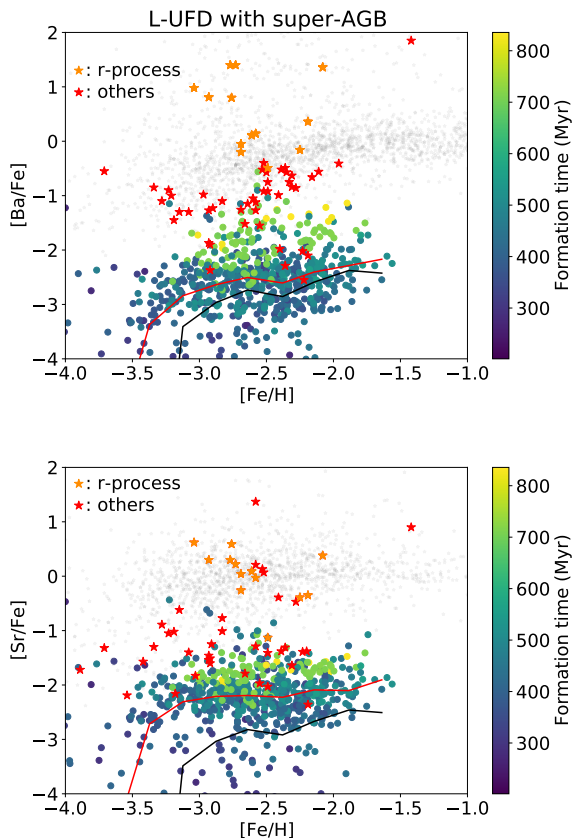 L-UFD with super-AGB
2
1
0
−1
−2
−3
−4
[Ba/Fe]
★: r-process
★: others
−4.0 −3.5 −3.0 −2.5 −2.0 −1.5 −1.0
[Fe/H]
800
700
600
500
400
300
Formation time (Myr)
2
1
0
−1
−2
−3
−4
[Sr/Fe]
★: r-process
★: others
−4.0 −3.5 −3.0 −2.5 −2.0 −1.5 −1.0
[Fe/H]
800
700
600
500
400
300
Formation time (Myr)